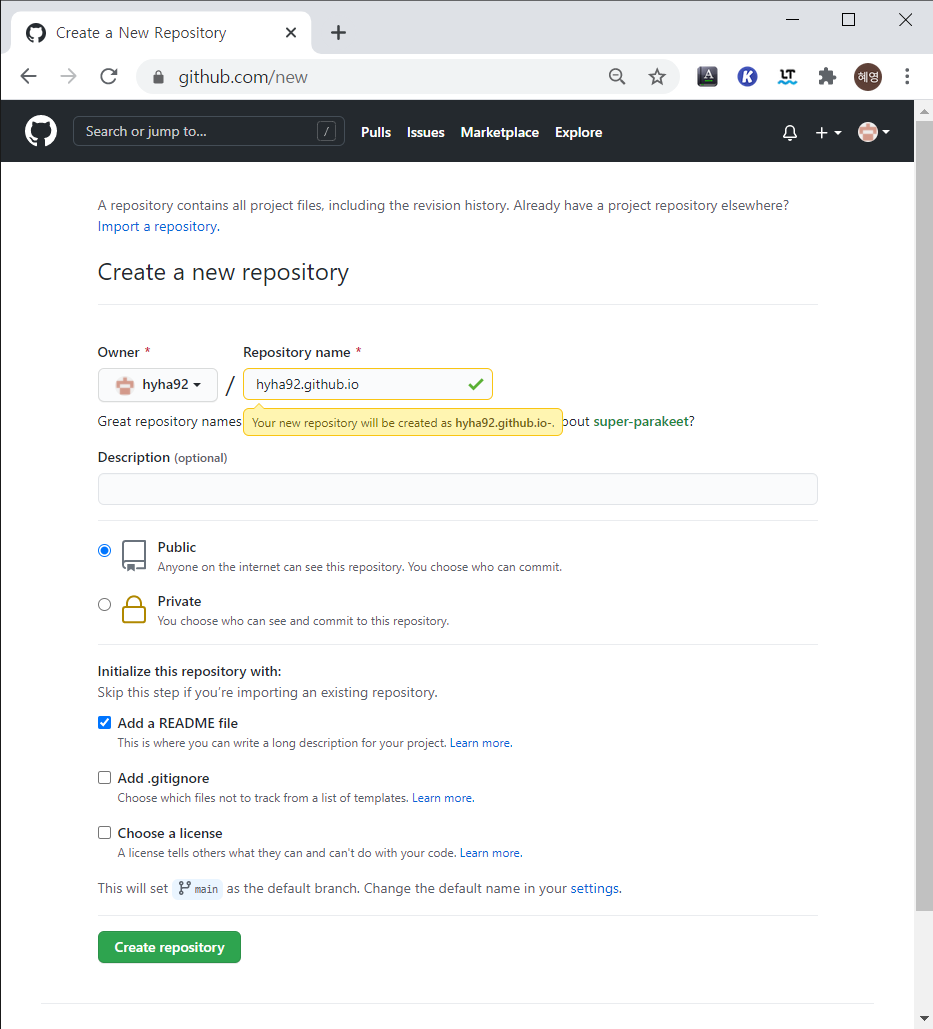 Create a New Repository
github.com/new
A
K
LT
혜영
Search or jump to...
/
Pulls Issues Marketplace Explore
A repository contains all project files, including the revision history. Already have a project repository elsewhere?
Import a repository.
Create a new repository
Owner * Repository name *
hyha92 / hyha92.github.io
Great repository names
Your new repository will be created as hyha92.github.io-.
bout super-parakeet?
Description (optional)
Public
Anyone on the internet can see this repository. You choose who can commit.
Private
You choose who can see and commit to this repository.
Initialize this repository with:
Skip this step if you're importing an existing repository.
Add a README file
This is where you can write a long description for your project. Learn more.
Add .gitignore
Choose which files not to track from a list of templates. Learn more.
Choose a license
A license tells others what they can and can't do with your code. Learn more.
This will set main as the default branch. Change the default name in your settings.
Create repository